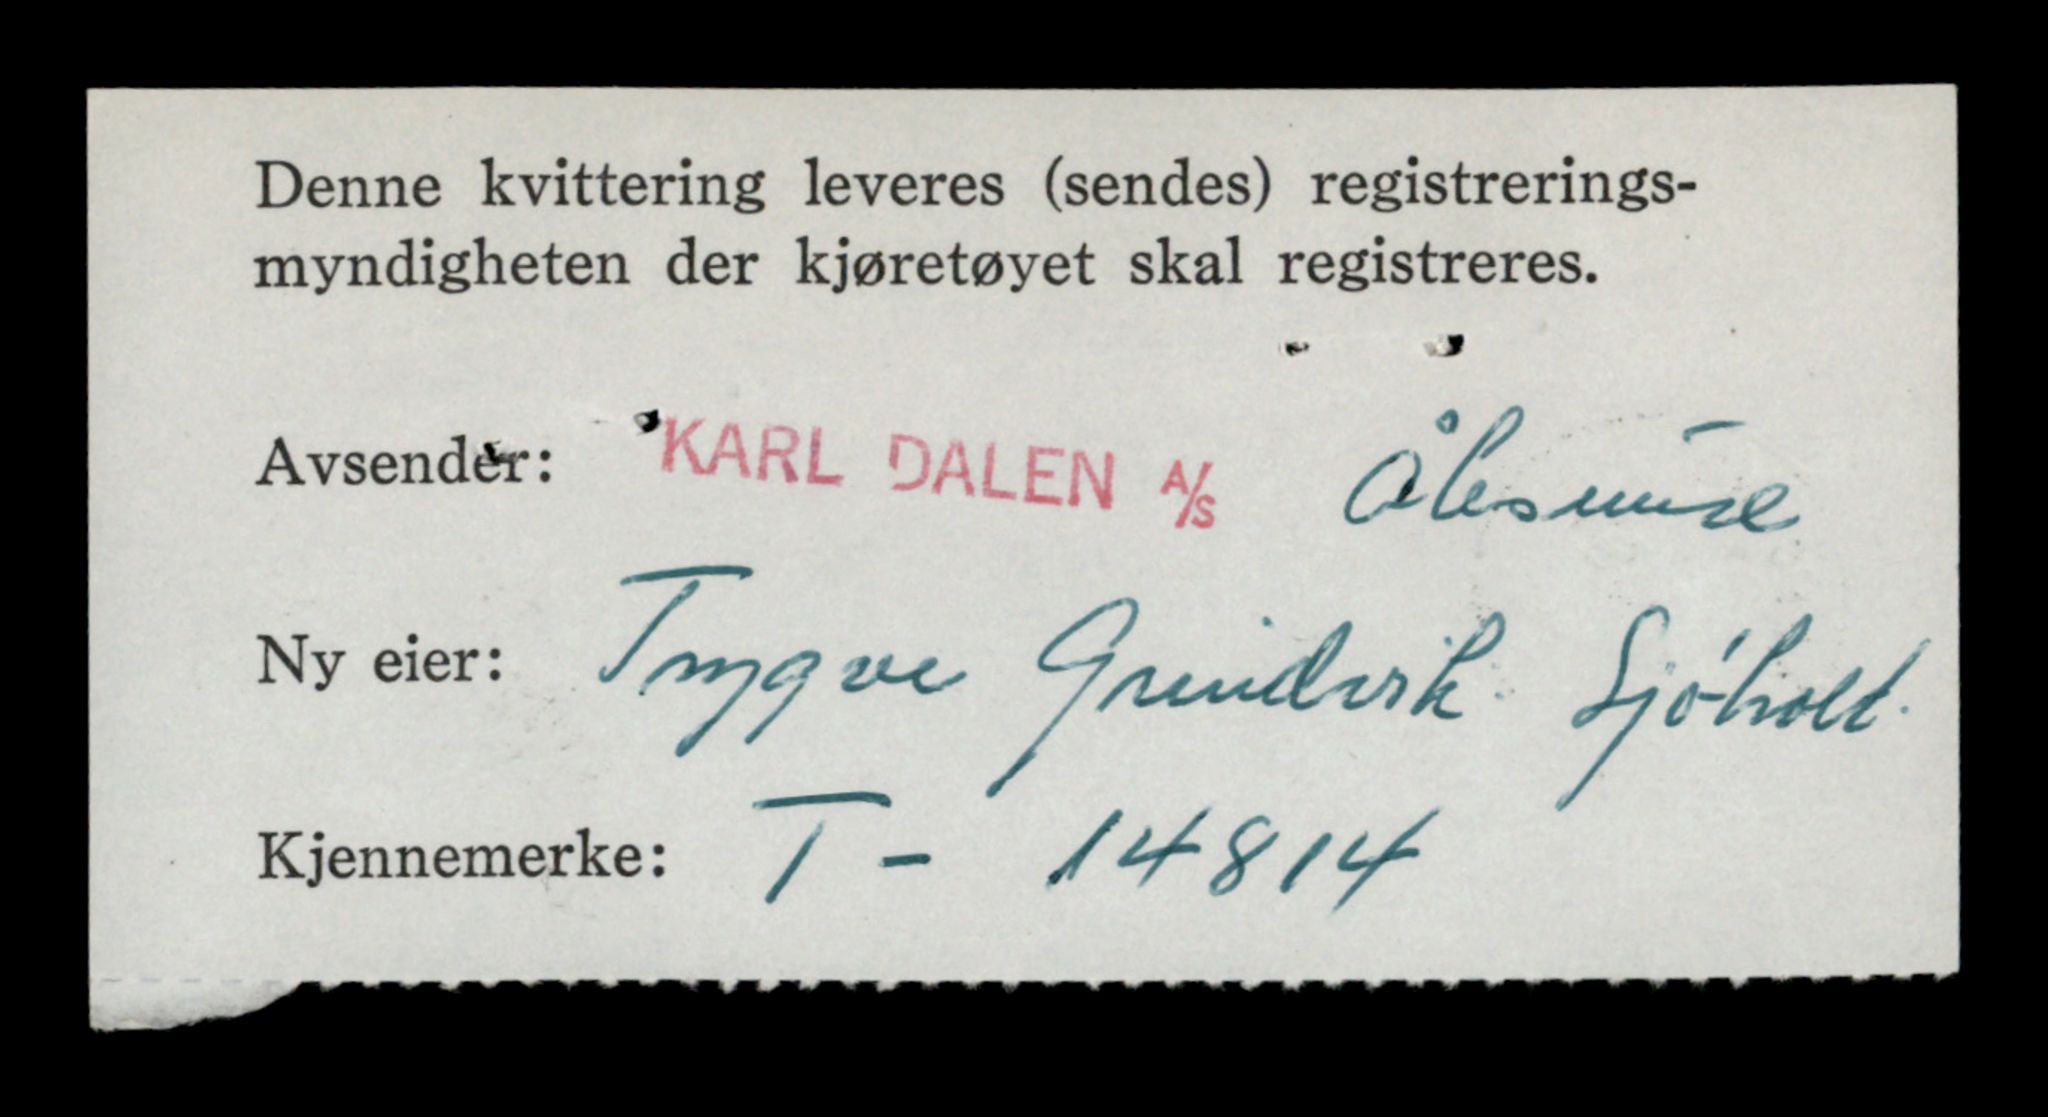 Denne kvittering leveres (sendes) registrerings-
myndigheten der kjøretøyet skal registreres.
Avsender: KARL DALEN A/S Ålesund
Ny eier: Trygve Grindvik Sjøholt.
Kjennemerke: T - 14814